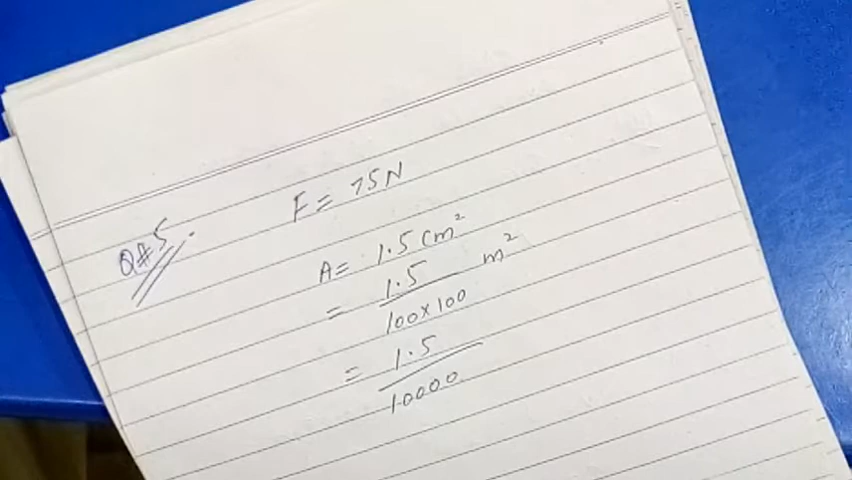 Q#5.
F = 75N
A = 1.5 cm²
= 1.5 / 100×100 m²
= 1.5 / 10000